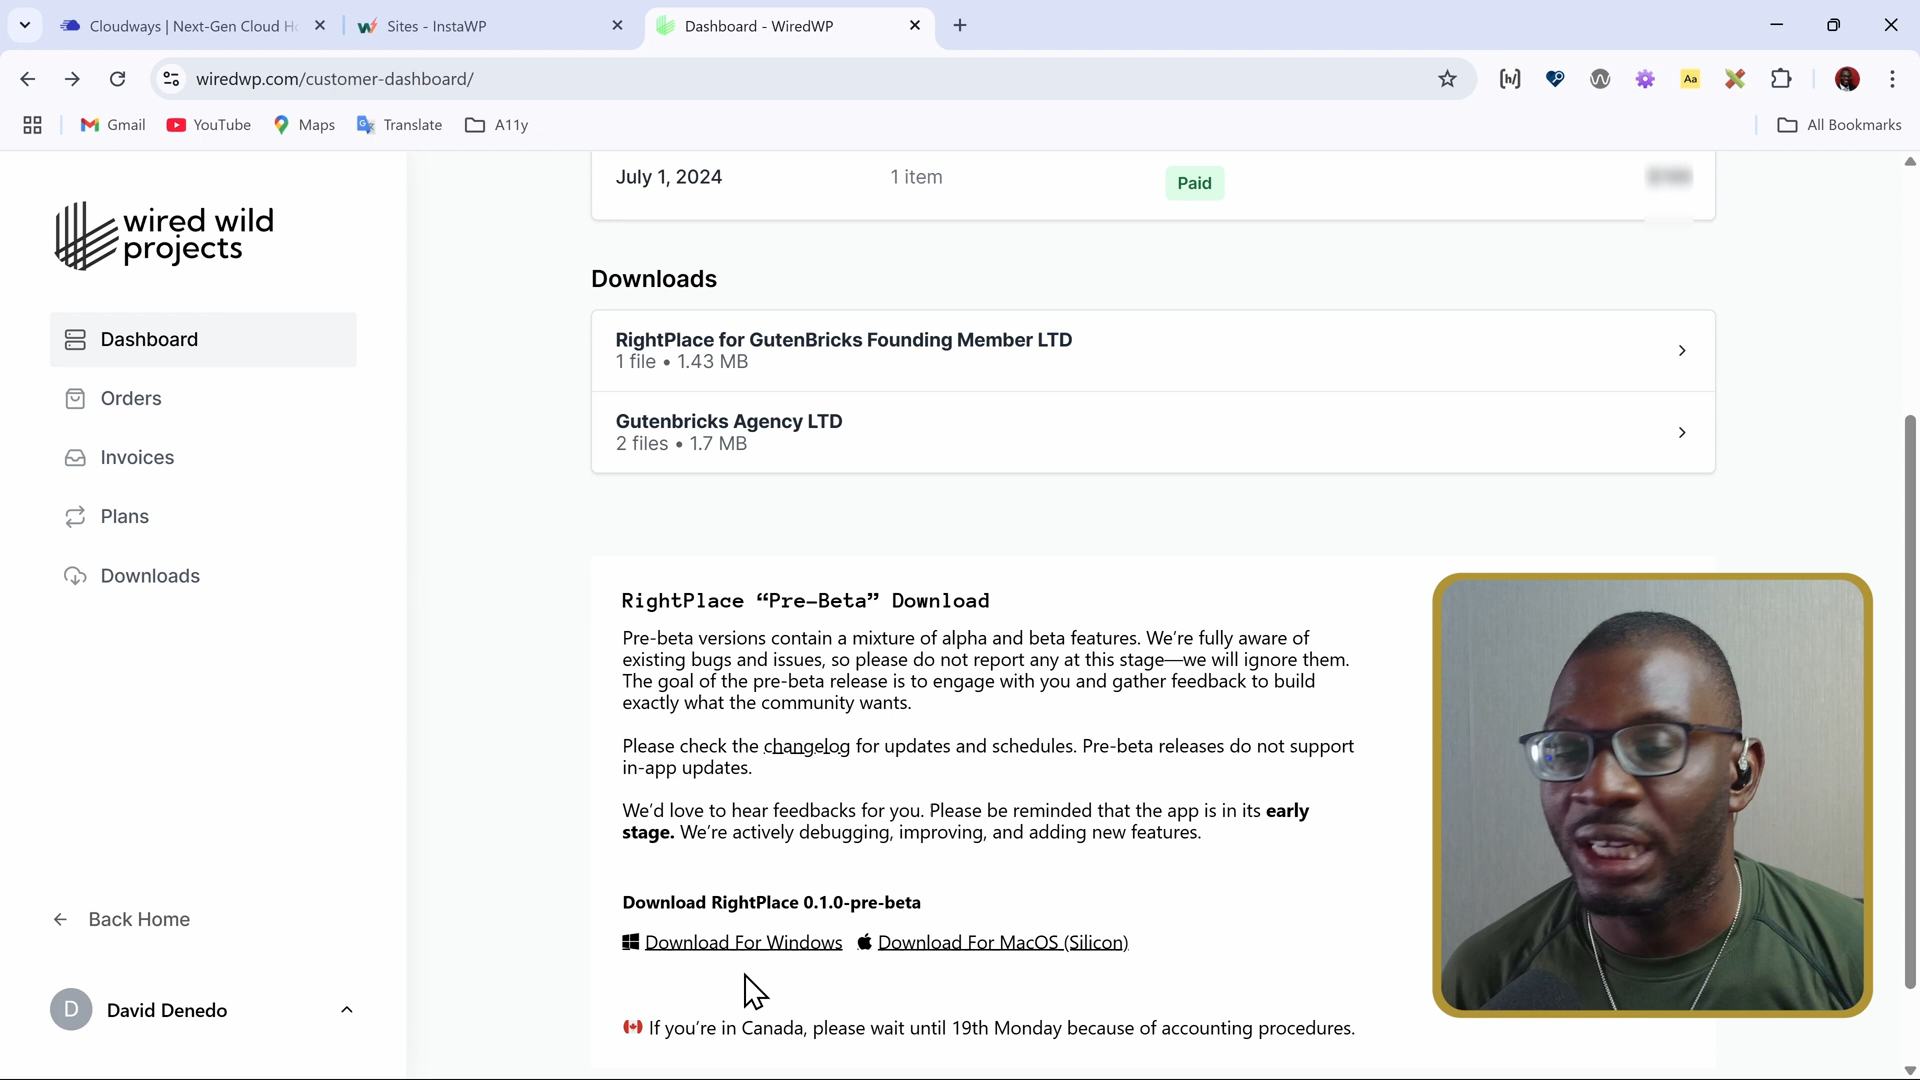 Cloudways | Next-Gen Cloud Ho
Sites - InstaWP
Dashboard - WiredWP
wiredwp.com/customer-dashboard/
Gmail
YouTube
Maps
Translate
A11y
All Bookmarks
wired wild
projects
Dashboard
Orders
Invoices
Plans
Downloads
Back Home
D
David Denedo
July 1, 2024
1 item
Paid
Downloads
RightPlace for GutenBricks Founding Member LTD
1 file • 1.43 MB
Gutenbricks Agency LTD
2 files • 1.7 MB
RightPlace “Pre-Beta” Download
Pre-beta versions contain a mixture of alpha and beta features. We’re fully aware of
existing bugs and issues, so please do not report any at this stage—we will ignore them.
The goal of the pre-beta release is to engage with you and gather feedback to build
exactly what the community wants.
Please check the changelog for updates and schedules. Pre-beta releases do not support
in-app updates.
We’d love to hear feedbacks for you. Please be reminded that the app is in its early
stage. We’re actively debugging, improving, and adding new features.
Download RightPlace 0.1.0-pre-beta
Download For Windows
Download For MacOS (Silicon)
If you’re in Canada, please wait until 19th Monday because of accounting procedures.